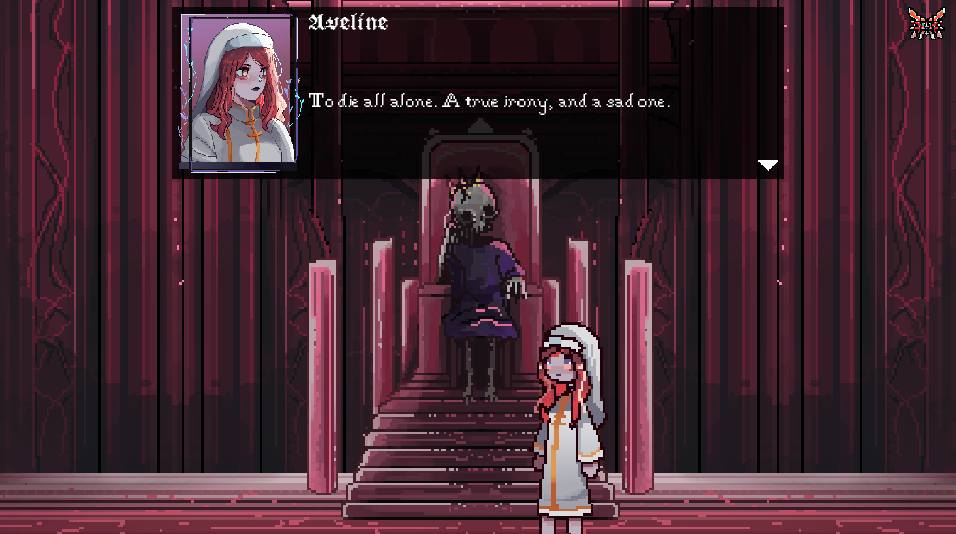 Aveline
To die all alone. A true irony, and a sad one.